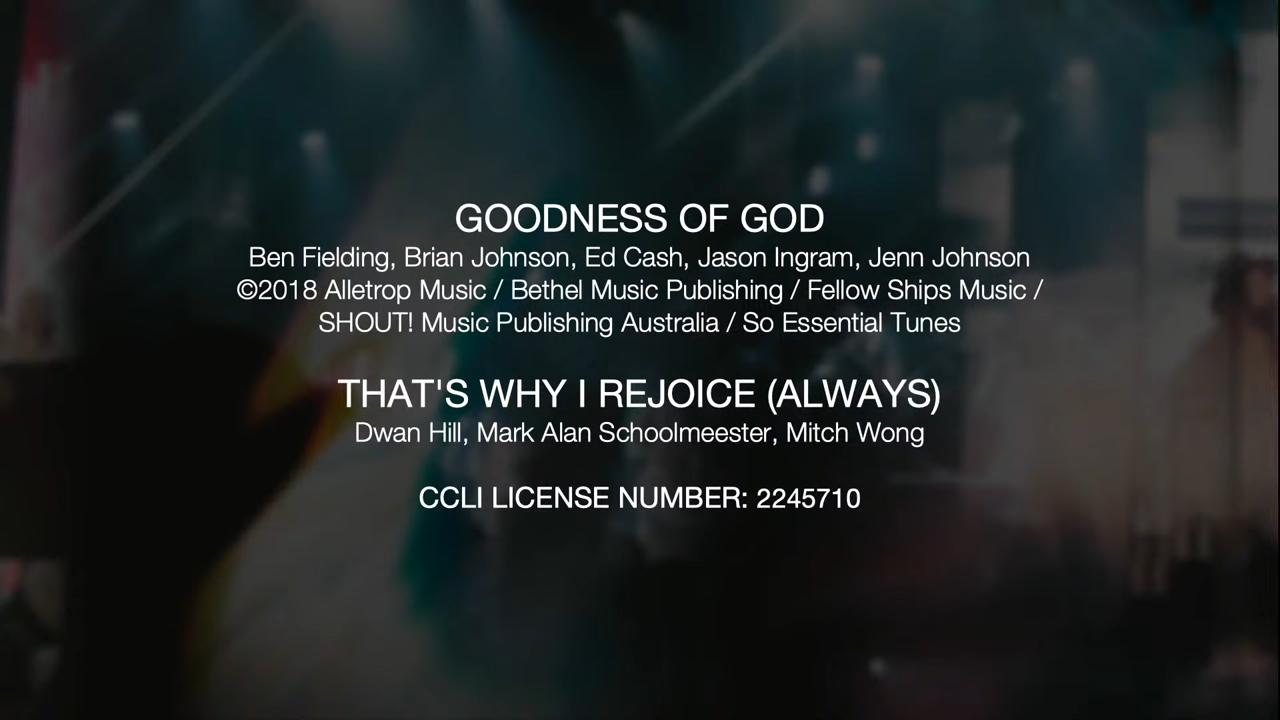 GOODNESS OF GOD
Ben Fielding, Brian Johnson, Ed Cash, Jason Ingram, Jenn Johnson
©2018 Alletrop Music / Bethel Music Publishing / Fellow Ships Music /
SHOUT! Music Publishing Australia / So Essential Tunes
THAT'S WHY I REJOICE (ALWAYS)
Dwan Hill, Mark Alan Schoolmeester, Mitch Wong
CCLI LICENSE NUMBER: 2245710